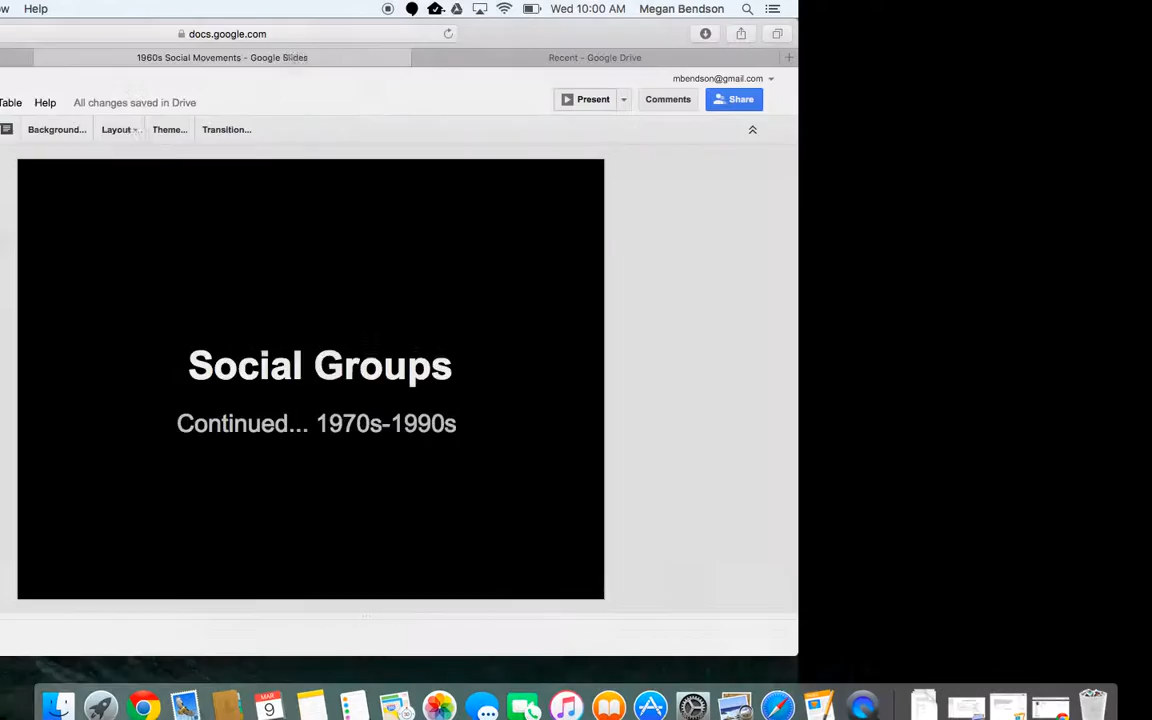 Help
Wed 10:00 AM
Megan Bendson
docs.google.com
1960s Social Movements - Google Slides
Recent - Google Drive
mbendson@gmail.com
Table
Help
All changes saved in Drive
Present
Comments
Share
Background...
Layout
Theme...
Transition...
Social Groups
Continued... 1970s-1990s
MAR
9